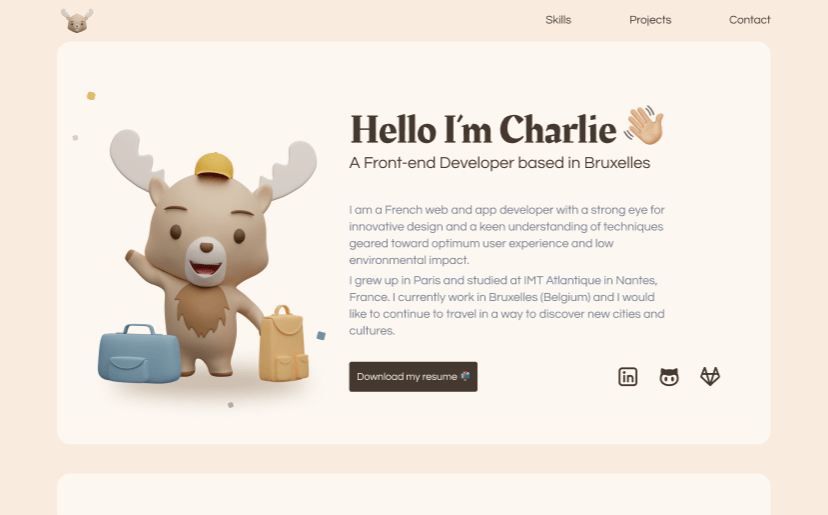 Skills
Projects
Contact
Hello I'm Charlie
A Front-end Developer based in Bruxelles
I am a French web and app developer with a strong eye for
innovative design and a keen understanding of techniques
geared toward optimum user experience and low
environmental impact.
I grew up in Paris and studied at IMT Atlantique in Nantes,
France. I currently work in Bruxelles (Belgium) and I would
like to continue to travel in a way to discover new cities and
cultures.
Download my resume
in